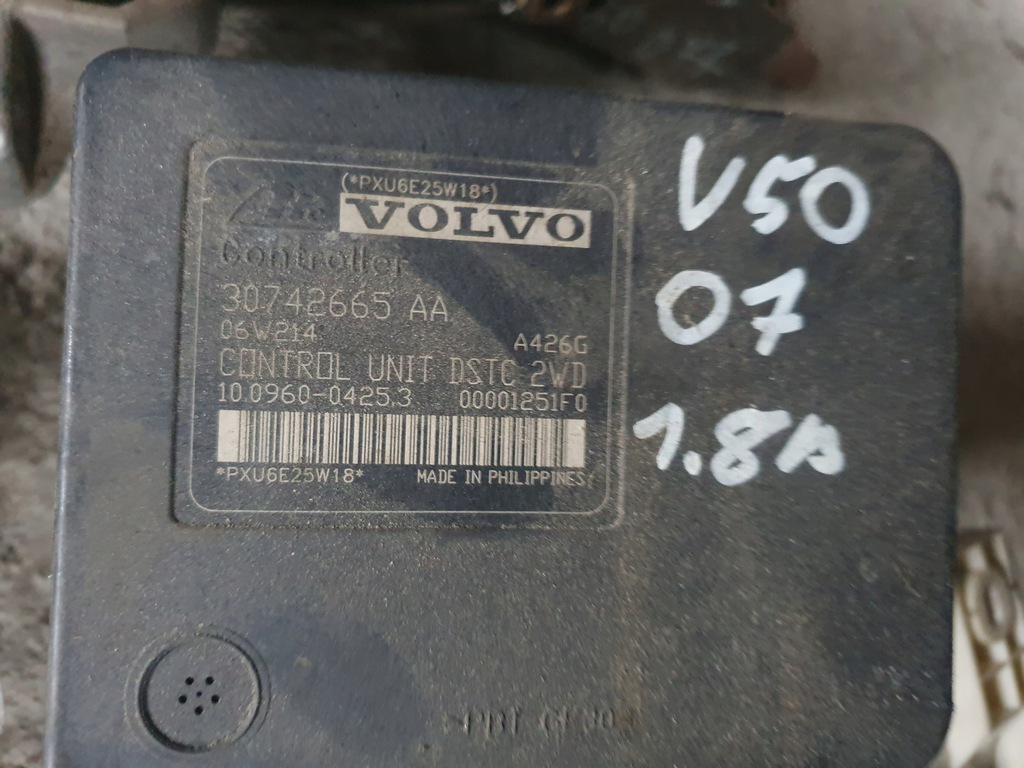 (*PXU6E25W18*)
VOLVO
Controller
30742665 AA
06W214 A426G
CONTROL UNIT DSTC 2WD
10.0960-0425.3 00001251F0
*PXU6E25W18* MADE IN PHILIPPINES
V50
07
1.8B